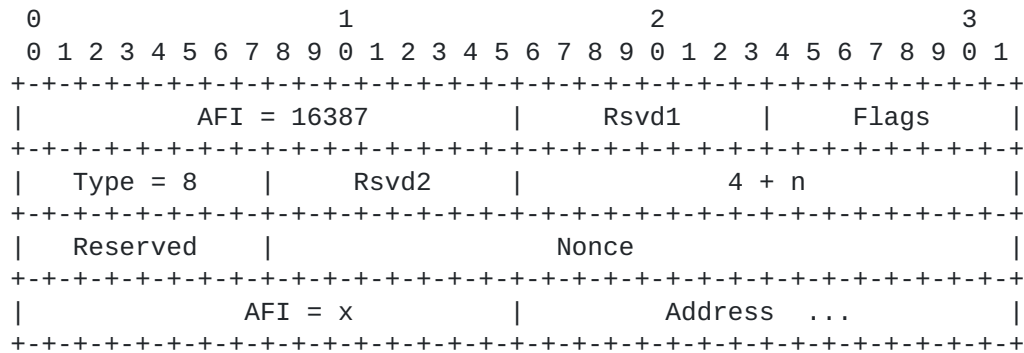 0                   1                   2                   3
 0 1 2 3 4 5 6 7 8 9 0 1 2 3 4 5 6 7 8 9 0 1 2 3 4 5 6 7 8 9 0 1
+-+-+-+-+-+-+-+-+-+-+-+-+-+-+-+-+-+-+-+-+-+-+-+-+-+-+-+-+-+-+-+-+
|           AFI = 16387         |     Rsvd1     |     Flags     |
+-+-+-+-+-+-+-+-+-+-+-+-+-+-+-+-+-+-+-+-+-+-+-+-+-+-+-+-+-+-+-+-+
|   Type = 8    |     Rsvd2     |             4 + n             |
+-+-+-+-+-+-+-+-+-+-+-+-+-+-+-+-+-+-+-+-+-+-+-+-+-+-+-+-+-+-+-+-+
|   Reserved    |                  Nonce                        |
+-+-+-+-+-+-+-+-+-+-+-+-+-+-+-+-+-+-+-+-+-+-+-+-+-+-+-+-+-+-+-+-+
|              AFI = x          |         Address  ...          |
+-+-+-+-+-+-+-+-+-+-+-+-+-+-+-+-+-+-+-+-+-+-+-+-+-+-+-+-+-+-+-+-+